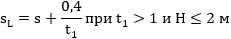 s_L = s + 0,4/t_1 при t_1 > 1 и H ≤ 2 м